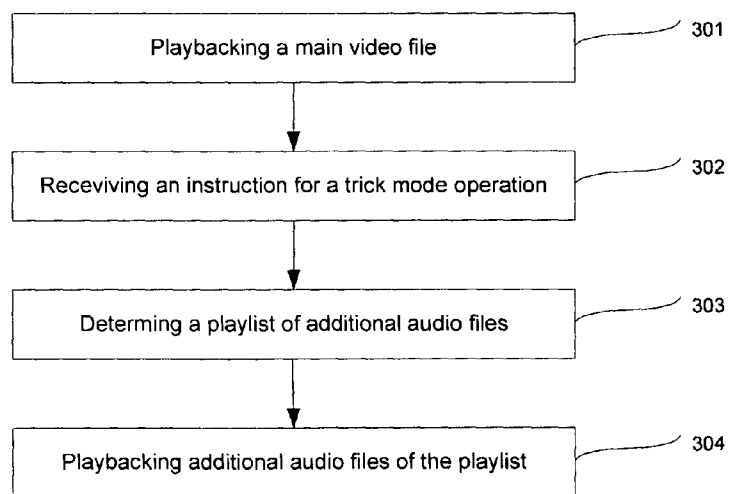 Playbacking a main video file
301
Receviving an instruction for a trick mode operation
302
Determing a playlist of additional audio files
303
Playbacking additional audio files of the playlist
304